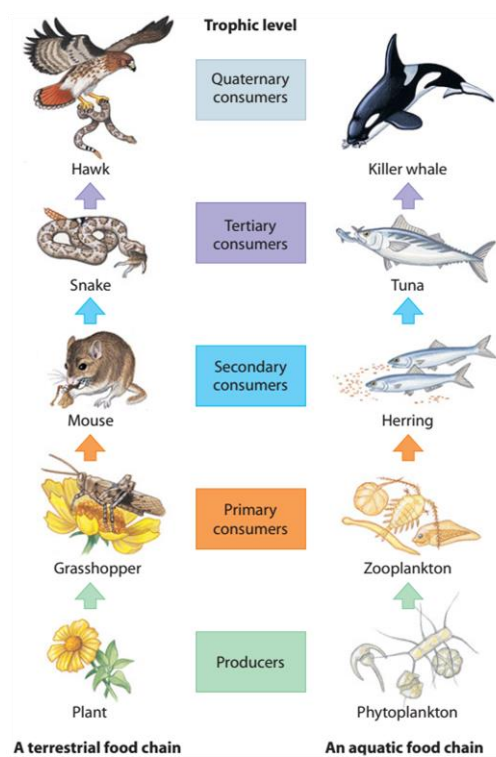 Trophic level
Quaternary
consumers
Hawk
Killer whale
Tertiary
consumers
Snake
Tuna
Secondary
consumers
Mouse
Herring
Primary
consumers
Grasshopper
Zooplankton
Producers
Plant
Phytoplankton
A terrestrial food chain
An aquatic food chain